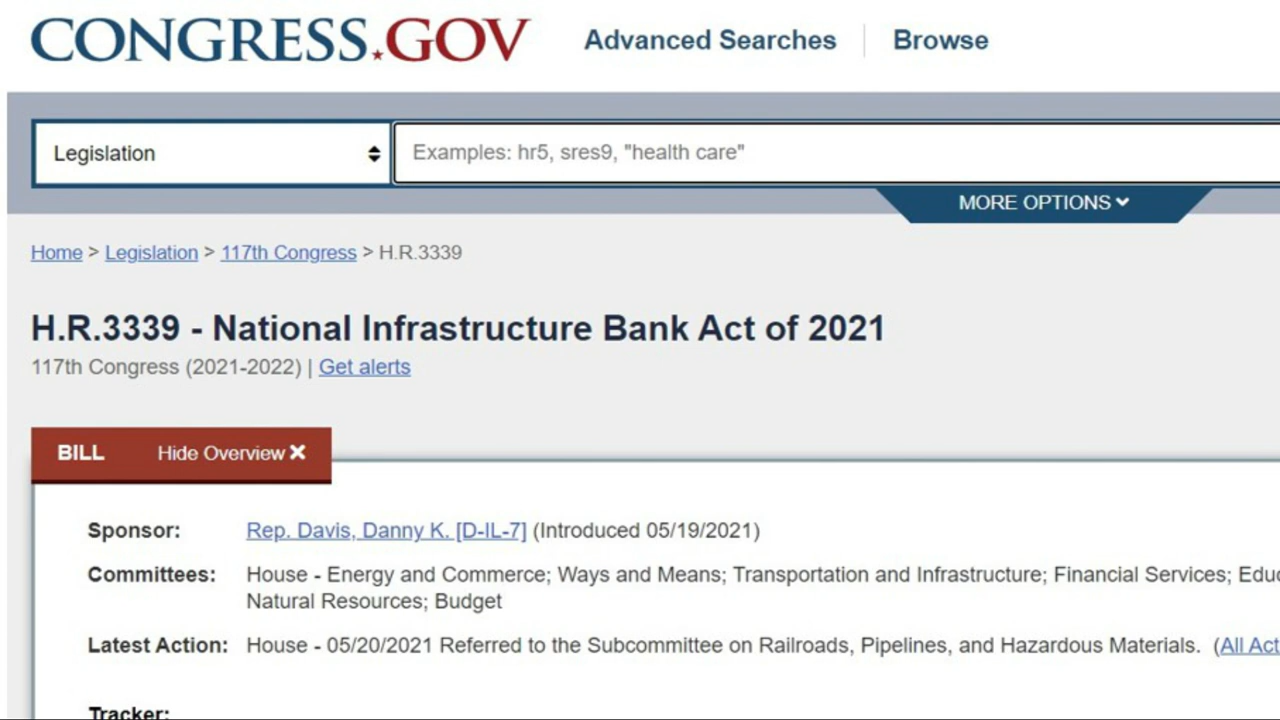 CONGRESS.GOV
Advanced Searches
Browse
Legislation
Examples: hr5, sres9, "health care"
MORE OPTIONS
Home > Legislation > 117th Congress > H.R.3339
H.R.3339 - National Infrastructure Bank Act of 2021
117th Congress (2021-2022) | Get alerts
BILL
Hide Overview ×
Sponsor: Rep. Davis, Danny K. [D-IL-7] (Introduced 05/19/2021)
Committees: House - Energy and Commerce; Ways and Means; Transportation and Infrastructure; Financial Services;
Natural Resources; Budget
Latest Action: House - 05/20/2021 Referred to the Subcommittee on Railroads, Pipelines, and Hazardous Materials. (All
Tracker: